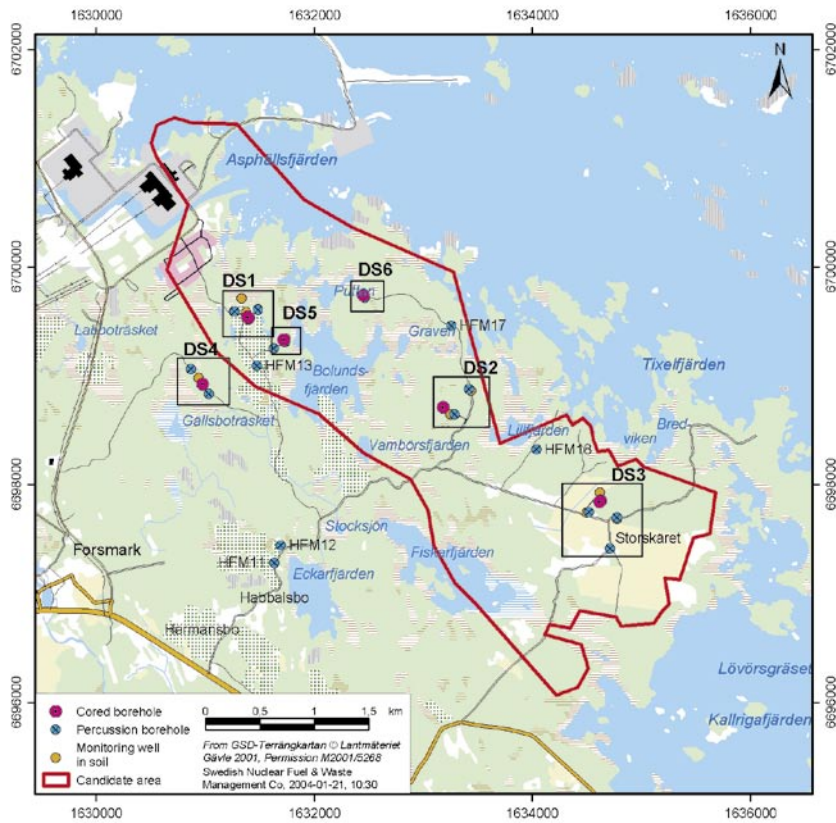 1630000 1632000 1634000 1636000
6702000
6702000
N
Asphällsfjärden
6700000
6700000
DS6
Puttan
DS1
Graven
HFM17
DS5
Labboträsket
Tixelfjärden
DS4
HFM13
Bolunds-
fjärden
DS2
Gällsboträsket
Lillfjärden
Bred-
viken
Vambörsfjärden
HFM18
6698000
6698000
DS3
Stocksjön
Storskäret
Forsmark
HFM12
Fiskarfjärden
HFM11
Eckarfjärden
Habbalsbo
Hermansbo
Lövörsgräset
6696000
6696000
Kallrigafjärden
Cored borehole
Percussion borehole
Monitoring well
in soil
Candidate area
0 0.5 1 1.5 km
From GSD-Terrängkartan © Lantmäteriet
Gävle 2001, Permission M2001/5268
Swedish Nuclear Fuel & Waste
Management Co, 2004-01-21, 10:30
1630000 1632000 1634000 1636000